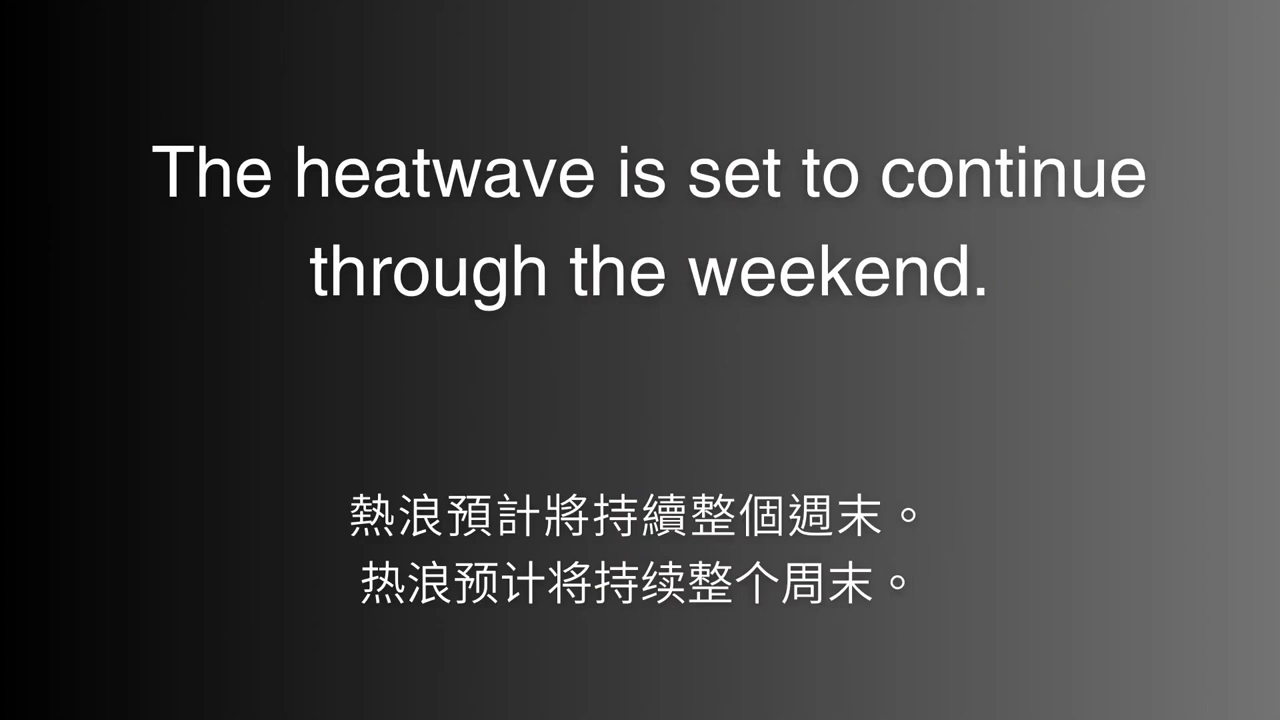 The heatwave is set to continue
through the weekend.
熱浪預計將持續整個週末。
热浪预计将持续整个周末。